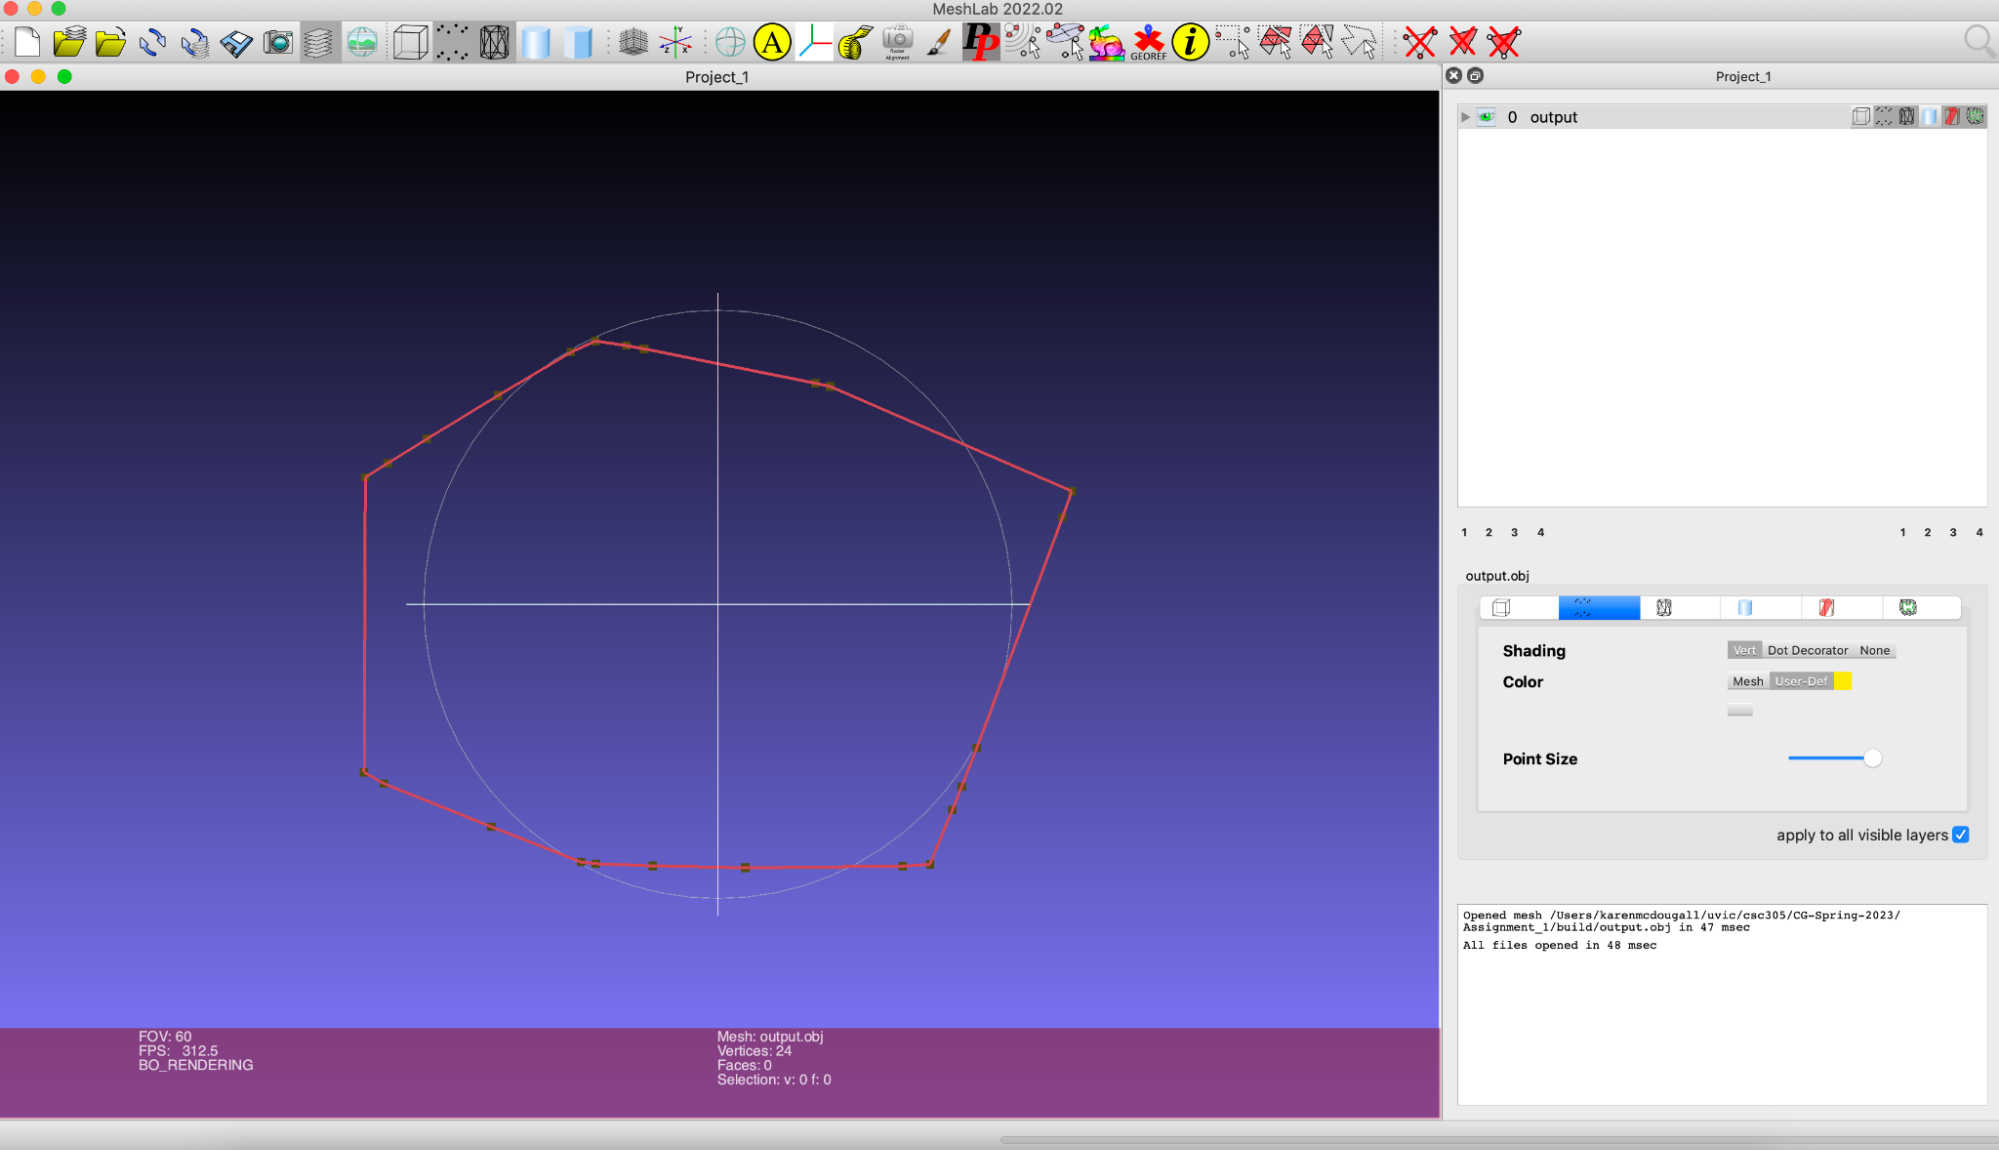 MeshLab 2022.02
A
PP
GEOREF
i
Project_1
Project_1
0 output
1 2 3 4
1 2 3 4
output.obj
Shading
Vert Dot Decorator None
Color
Mesh User-Def
Point Size
apply to all visible layers
Opened mesh /Users/karenmcdougall/uvic/csc305/CG-Spring-2023/
Assignment_1/build/output.obj in 47 msec
All files opened in 48 msec
FOV: 60
FPS: 312.5
BO_RENDERING
Mesh: output.obj
Vertices: 24
Faces: 0
Selection: v: 0 f: 0